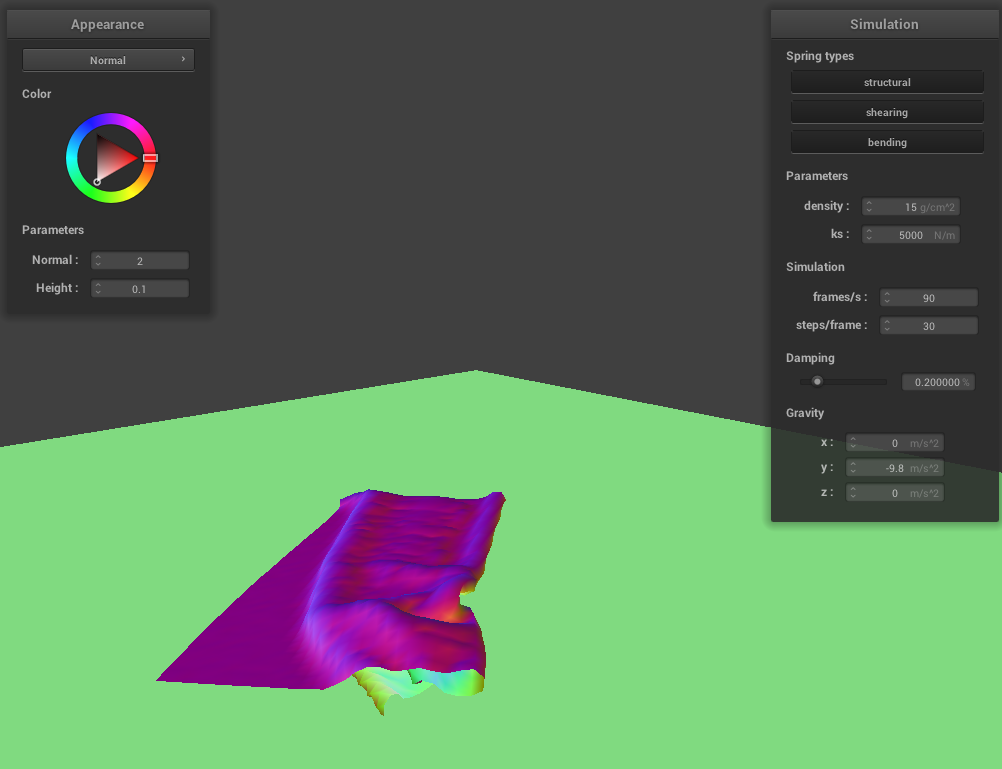 Appearance
Normal
Color
Parameters
Normal :
2
Height :
0.1
Simulation
Spring types
structural
shearing
bending
Parameters
density :
15 g/cm^2
ks :
5000 N/m
Simulation
frames/s :
90
steps/frame :
30
Damping
0.200000 %
Gravity
x :
0 m/s^2
y :
-9.8 m/s^2
z :
0 m/s^2